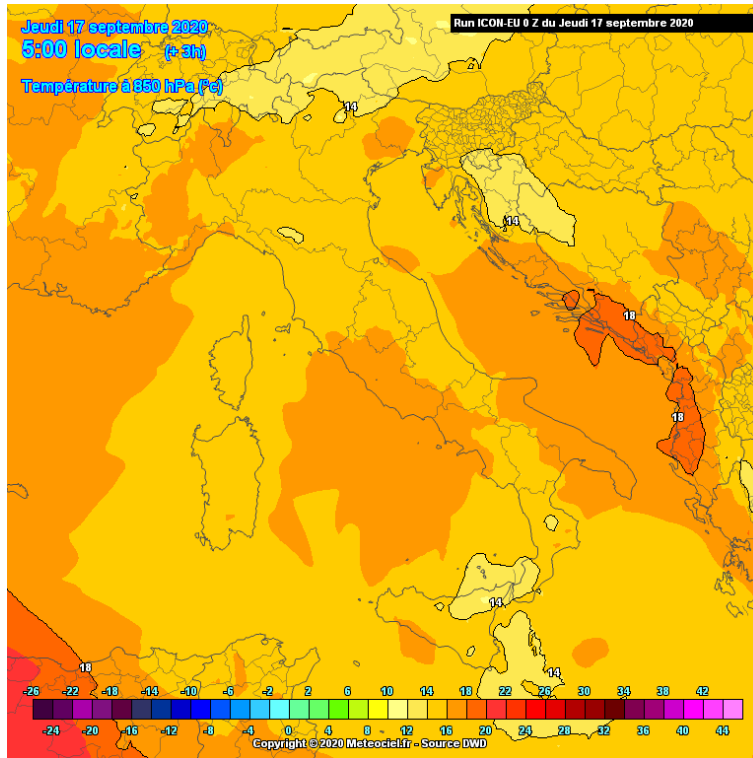 Jeudi 17 septembre 2020
5:00 locale (+ 3h)
Température à 850 hPa (°c)
Run ICON-EU 0 Z du Jeudi 17 septembre 2020
14
14
18
18
14
14
18
-26 -22 -18 -14 -10 -6 -2 2 6 10 14 18 22 26 30 34 38 42
-24 -20 -16 -12 -8 -4 0 4 8 12 16 20 24 28 32 36 40 44
Copyright © 2020 Meteociel.fr - Source DWD